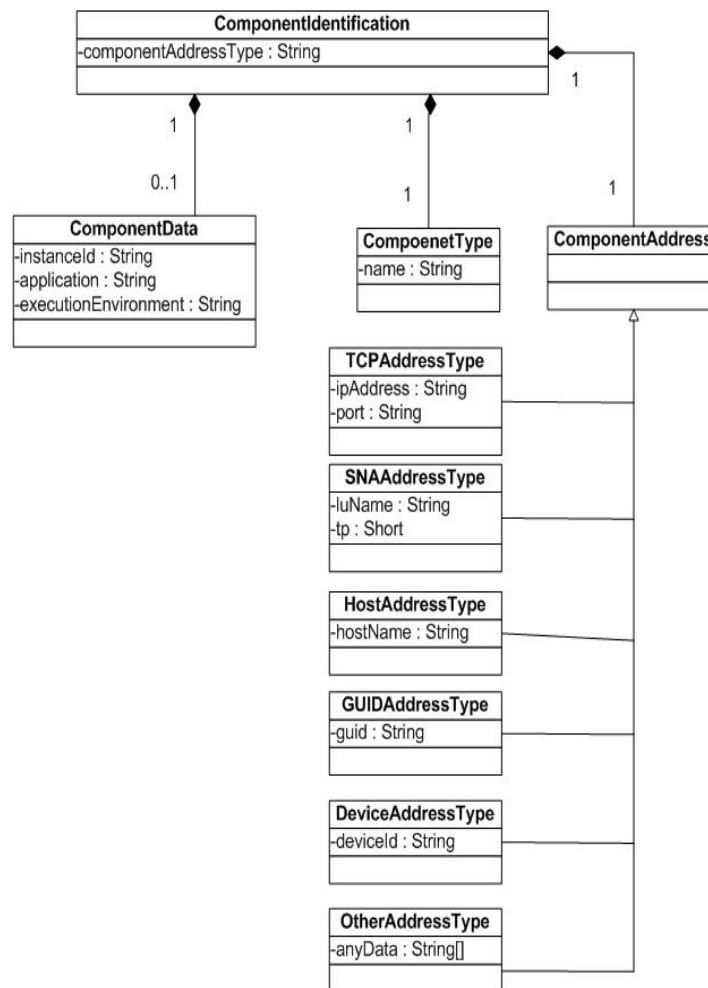 ComponentIdentification
-componentAddressType : String
1
1
1
0..1
1
1
ComponentData
-instanceId : String
-application : String
-executionEnvironment : String
CompoenetType
-name : String
ComponentAddress
TCPAddressType
-ipAddress : String
-port : String
SNAAddressType
-luName : String
-tp : Short
HostAddressType
-hostName : String
GUIDAddressType
-guid : String
DeviceAddressType
-deviceId : String
OtherAddressType
-anyData : String[]